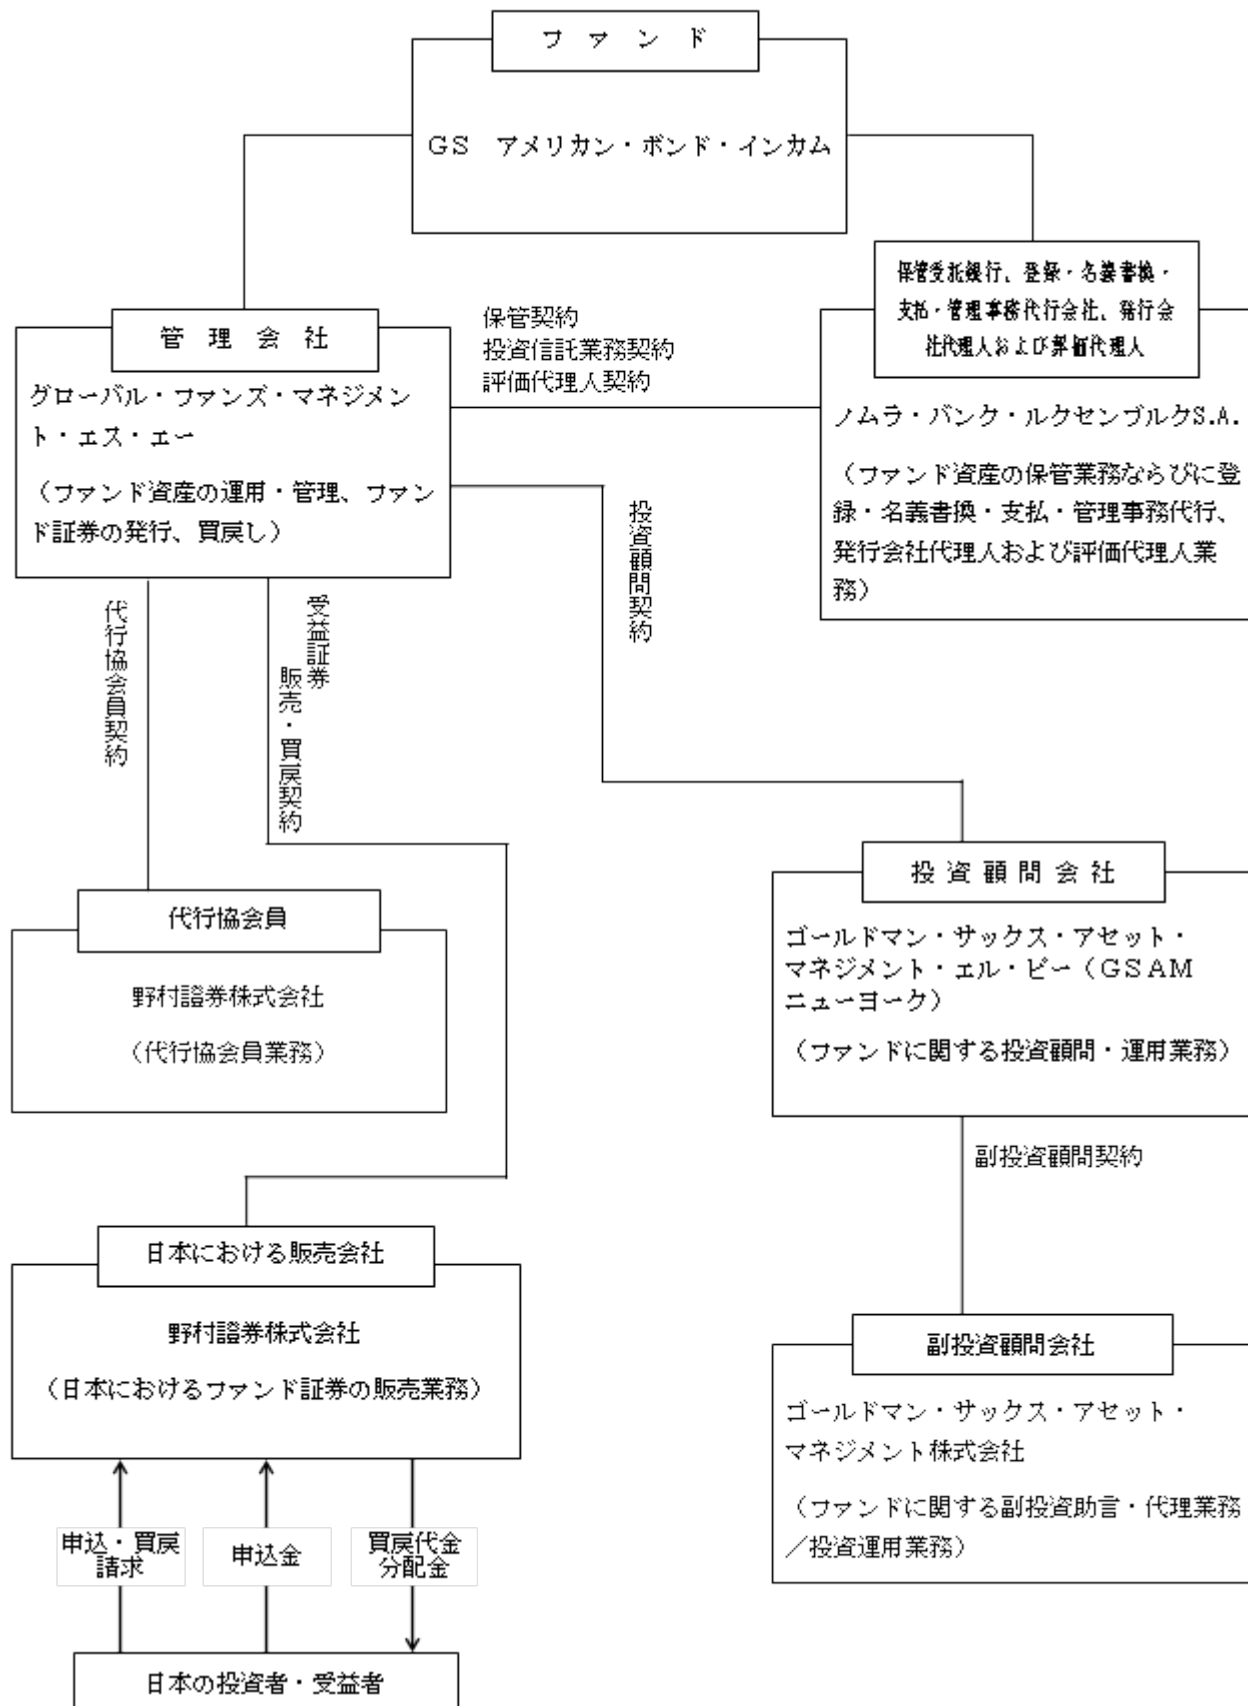 ファンド
GS　アメリカン・ボンド・インカム
保管受託銀行、登録・名義書換・
支払・管理事務代行会社、発行会
社代理人および評価代理人
管理会社
保管契約
投資信託業務契約
評価代理人契約
グローバル・ファンズ・マネジメン
ト・エス・エー
（ファンド資産の運用・管理、ファン
ド証券の発行、買戻し）
ノムラ・バンク・ルクセンブルクS.A.
（ファンド資産の保管業務ならびに登
録・名義書換・支払・管理事務代行、
発行会社代理人および評価代理人業
務）
代行協会員契約
受益証券
販売・買戻契約
投資顧問契約
代行協会員
野村證券株式会社
（代行協会員業務）
投資顧問会社
ゴールドマン・サックス・アセット・
マネジメント・エル・ピー（GSAM
ニューヨーク）
（ファンドに関する投資顧問・運用業務）
副投資顧問契約
日本における販売会社
野村證券株式会社
（日本におけるファンド証券の販売業務）
副投資顧問会社
ゴールドマン・サックス・アセット・
マネジメント株式会社
（ファンドに関する副投資助言・代理業務
／投資運用業務）
申込・買戻
請求
申込金
買戻代金
分配金
日本の投資者・受益者